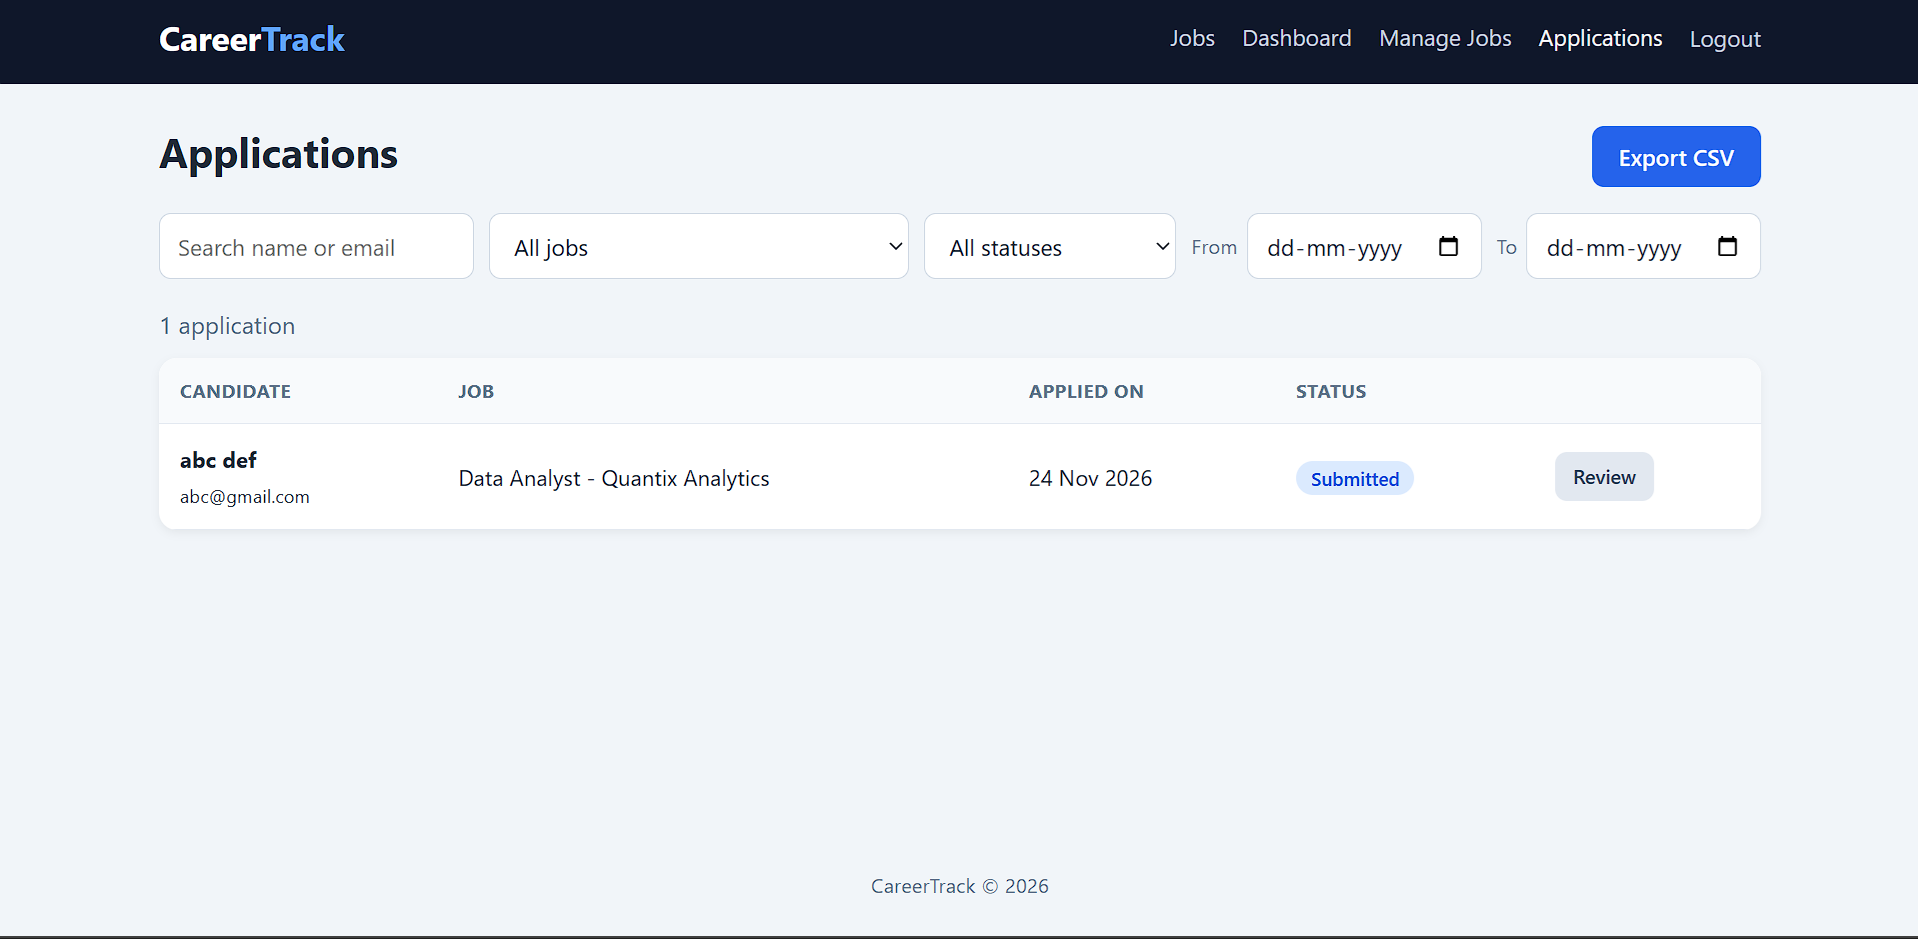 CareerTrack
Jobs Dashboard Manage Jobs Applications Logout
Applications
Export CSV
Search name or email All jobs All statuses From dd-mm-yyyy To dd-mm-yyyy
1 application
CANDIDATE JOB APPLIED ON STATUS
abc def
abc@gmail.com
Data Analyst - Quantix Analytics 24 Nov 2026 Submitted Review
CareerTrack © 2026